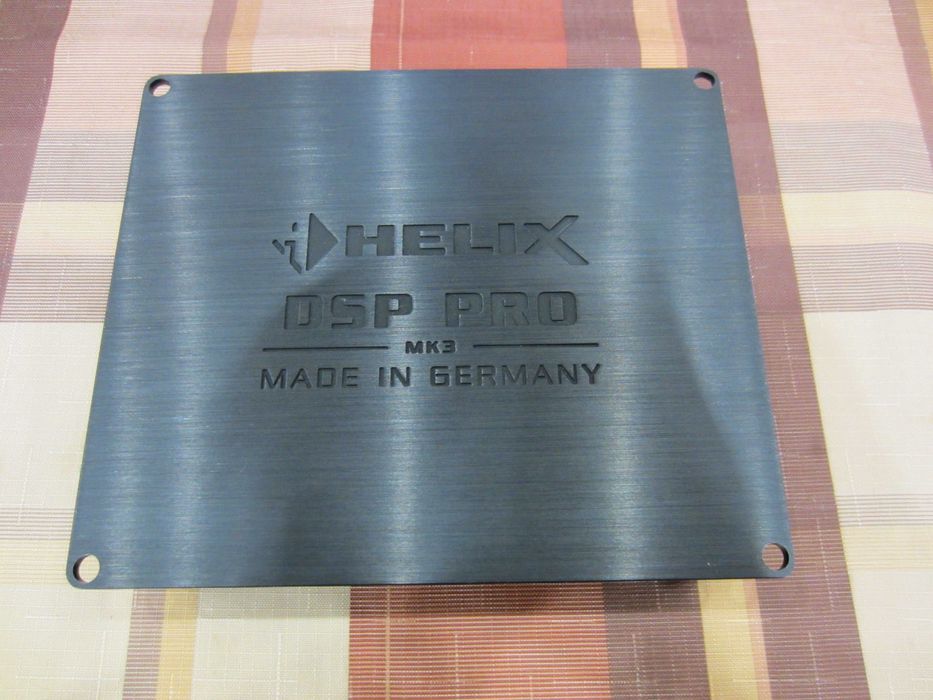 HELIX
DSP PRO
MK3
MADE IN GERMANY